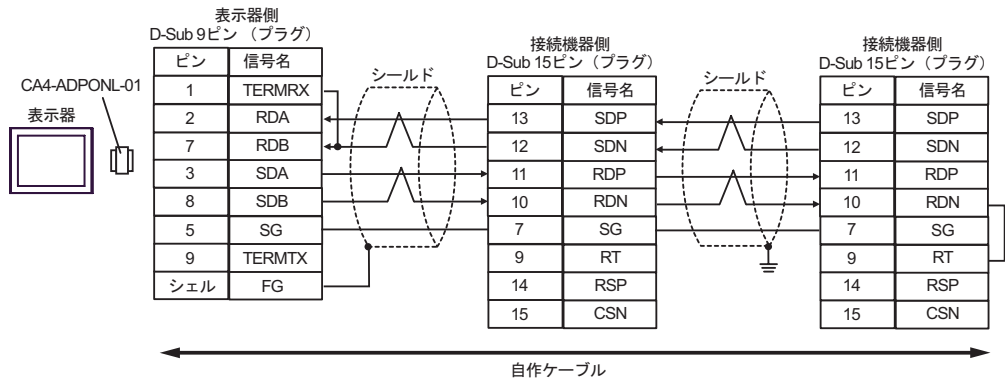 表示器側
D-Sub 9ピン（プラグ）
接続機器側
D-Sub 15ピン（プラグ）
接続機器側
D-Sub 15ピン（プラグ）
CA4-ADPONL-01
表示器
シールド
シールド
ピン 信号名
1 TERMRX
2 RDA
7 RDB
3 SDA
8 SDB
5 SG
9 TERMTX
シェル FG
ピン 信号名
13 SDP
12 SDN
11 RDP
10 RDN
7 SG
9 RT
14 RSP
15 CSN
ピン 信号名
13 SDP
12 SDN
11 RDP
10 RDN
7 SG
9 RT
14 RSP
15 CSN
自作ケーブル